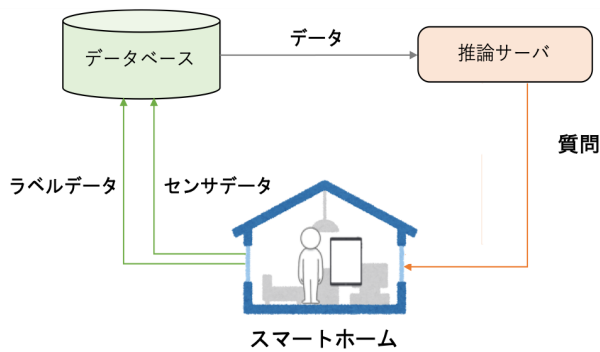 データベース
データ
推論サーバ
質問
ラベルデータ
センサデータ
スマートホーム